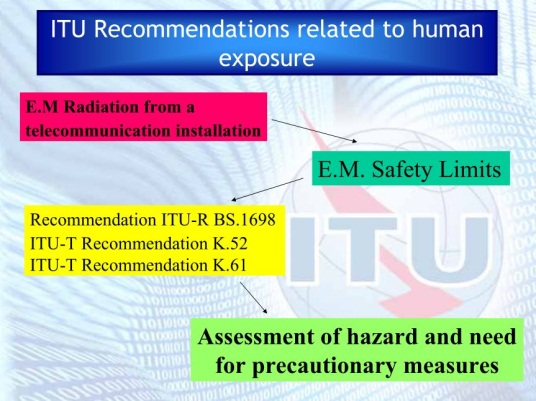 ITU Recommendations related to human
exposure
E.M Radiation from a
telecommunication installation
E.M. Safety Limits
Recommendation ITU-R BS.1698
ITU-T Recommendation K.52
ITU-T Recommendation K.61
ITU
Assessment of hazard and need
for precautionary measures